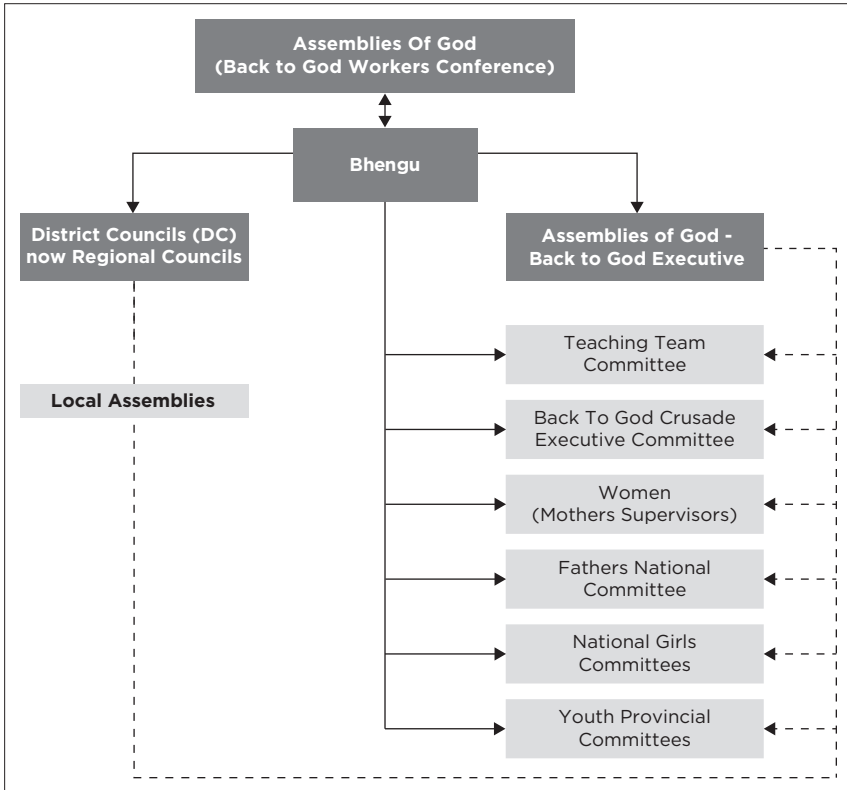 Assemblies Of God
(Back to God Workers Conference)
Bhengu
District Councils (DC)
now Regional Councils
Assemblies of God -
Back to God Executive
Teaching Team
Committee
Local Assemblies
Back To God Crusade
Executive Committee
Women
(Mothers Supervisors)
Fathers National
Committee
National Girls
Committees
Youth Provincial
Committees